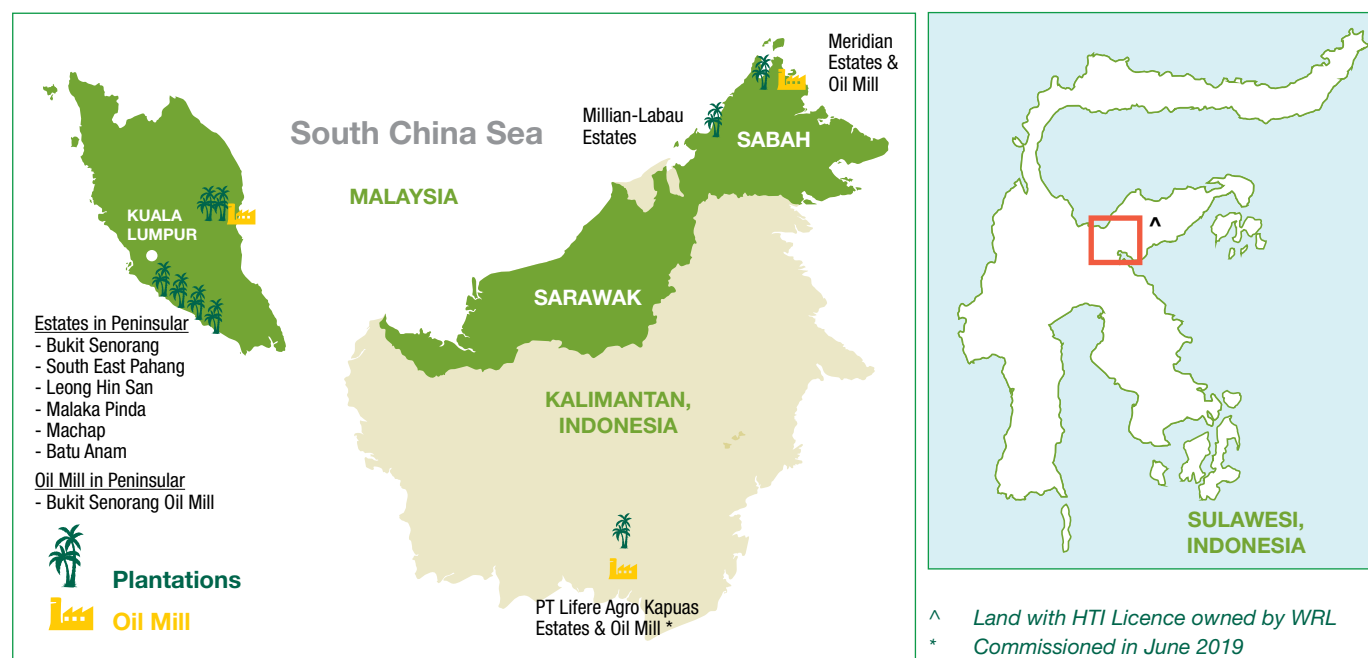 South China Sea
MALAYSIA
KUALA
LUMPUR
Estates in Peninsular
- Bukit Senorang
- South East Pahang
- Leong Hin San
- Malaka Pinda
- Machap
- Batu Anam
Oil Mill in Peninsular
- Bukit Senorang Oil Mill
Plantations
Oil Mill
Meridian
Estates &
Oil Mill
Millian-Labau
Estates
SABAH
SARAWAK
KALIMANTAN,
INDONESIA
PT Lifere Agro Kapuas
Estates & Oil Mill *
^
SULAWESI,
INDONESIA
^ Land with HTI Licence owned by WRL
* Commissioned in June 2019